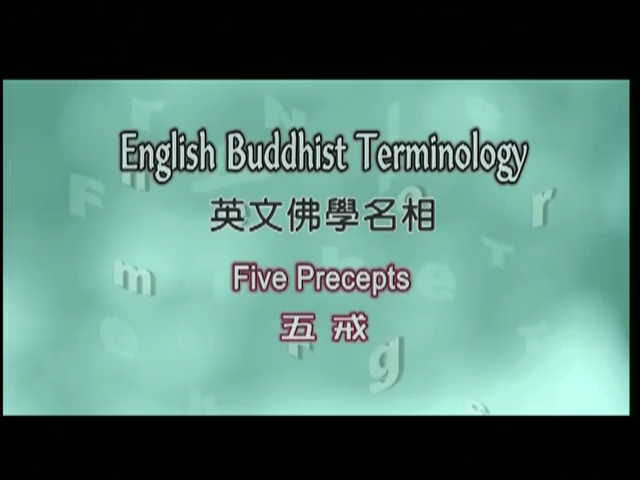 English Buddhist Terminology
英文佛學名相
Five Precepts
五 戒